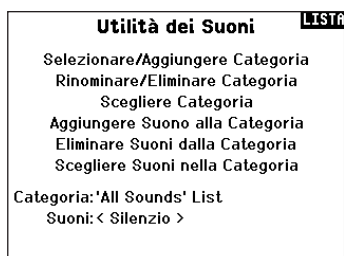 Utilità dei Suoni
LISTA
Selezionare/Aggiungere Categoria
Rinominare/Eliminare Categoria
Scegliere Categoria
Aggiungere Suono alla Categoria
Eliminare Suoni dalla Categoria
Scegliere Suoni nella Categoria
Categoria:'All Sounds' List
Suoni:< Silenzio >